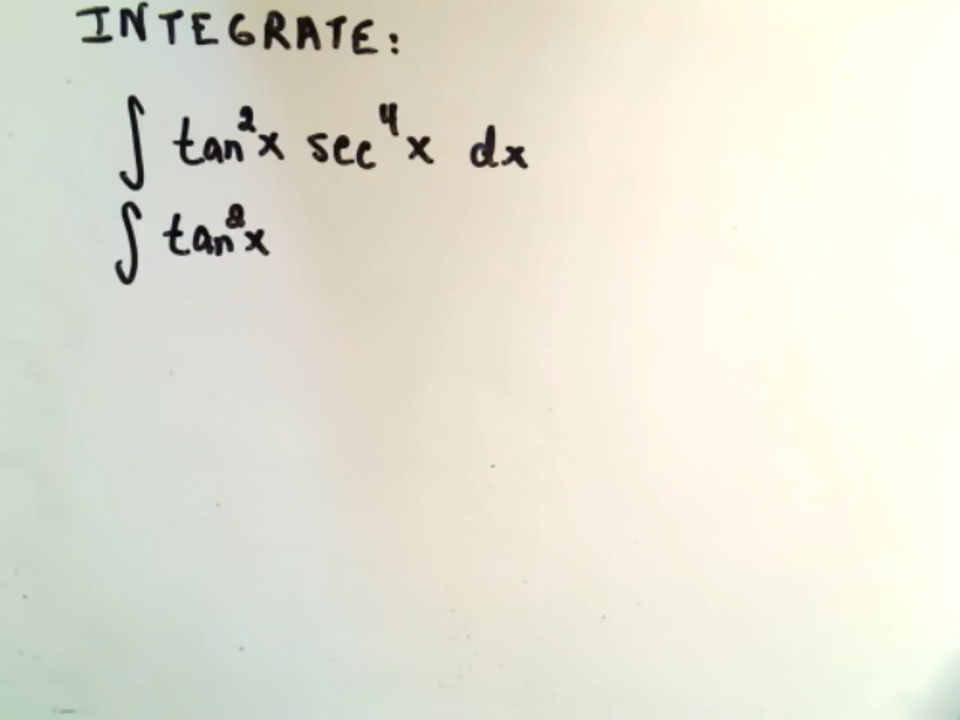 INTEGRATE:
∫ tan²x sec⁴x dx
∫ tan²x